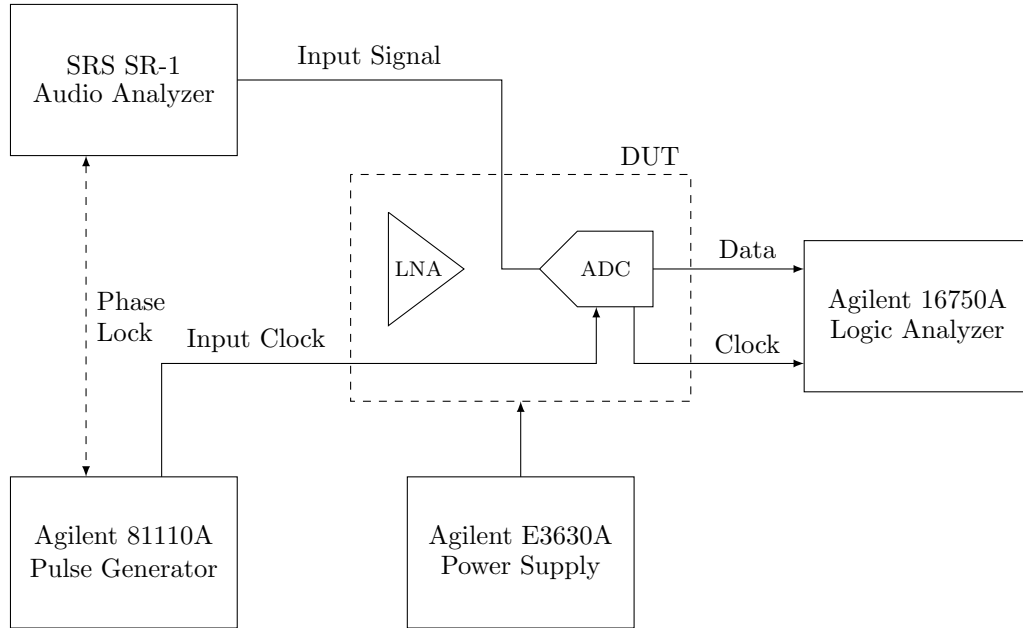 SRS SR-1
Audio Analyzer
Input Signal
DUT
LNA
ADC
Data
Agilent 16750A
Logic Analyzer
Phase
Lock
Input Clock
Clock
Agilent 81110A
Pulse Generator
Agilent E3630A
Power Supply